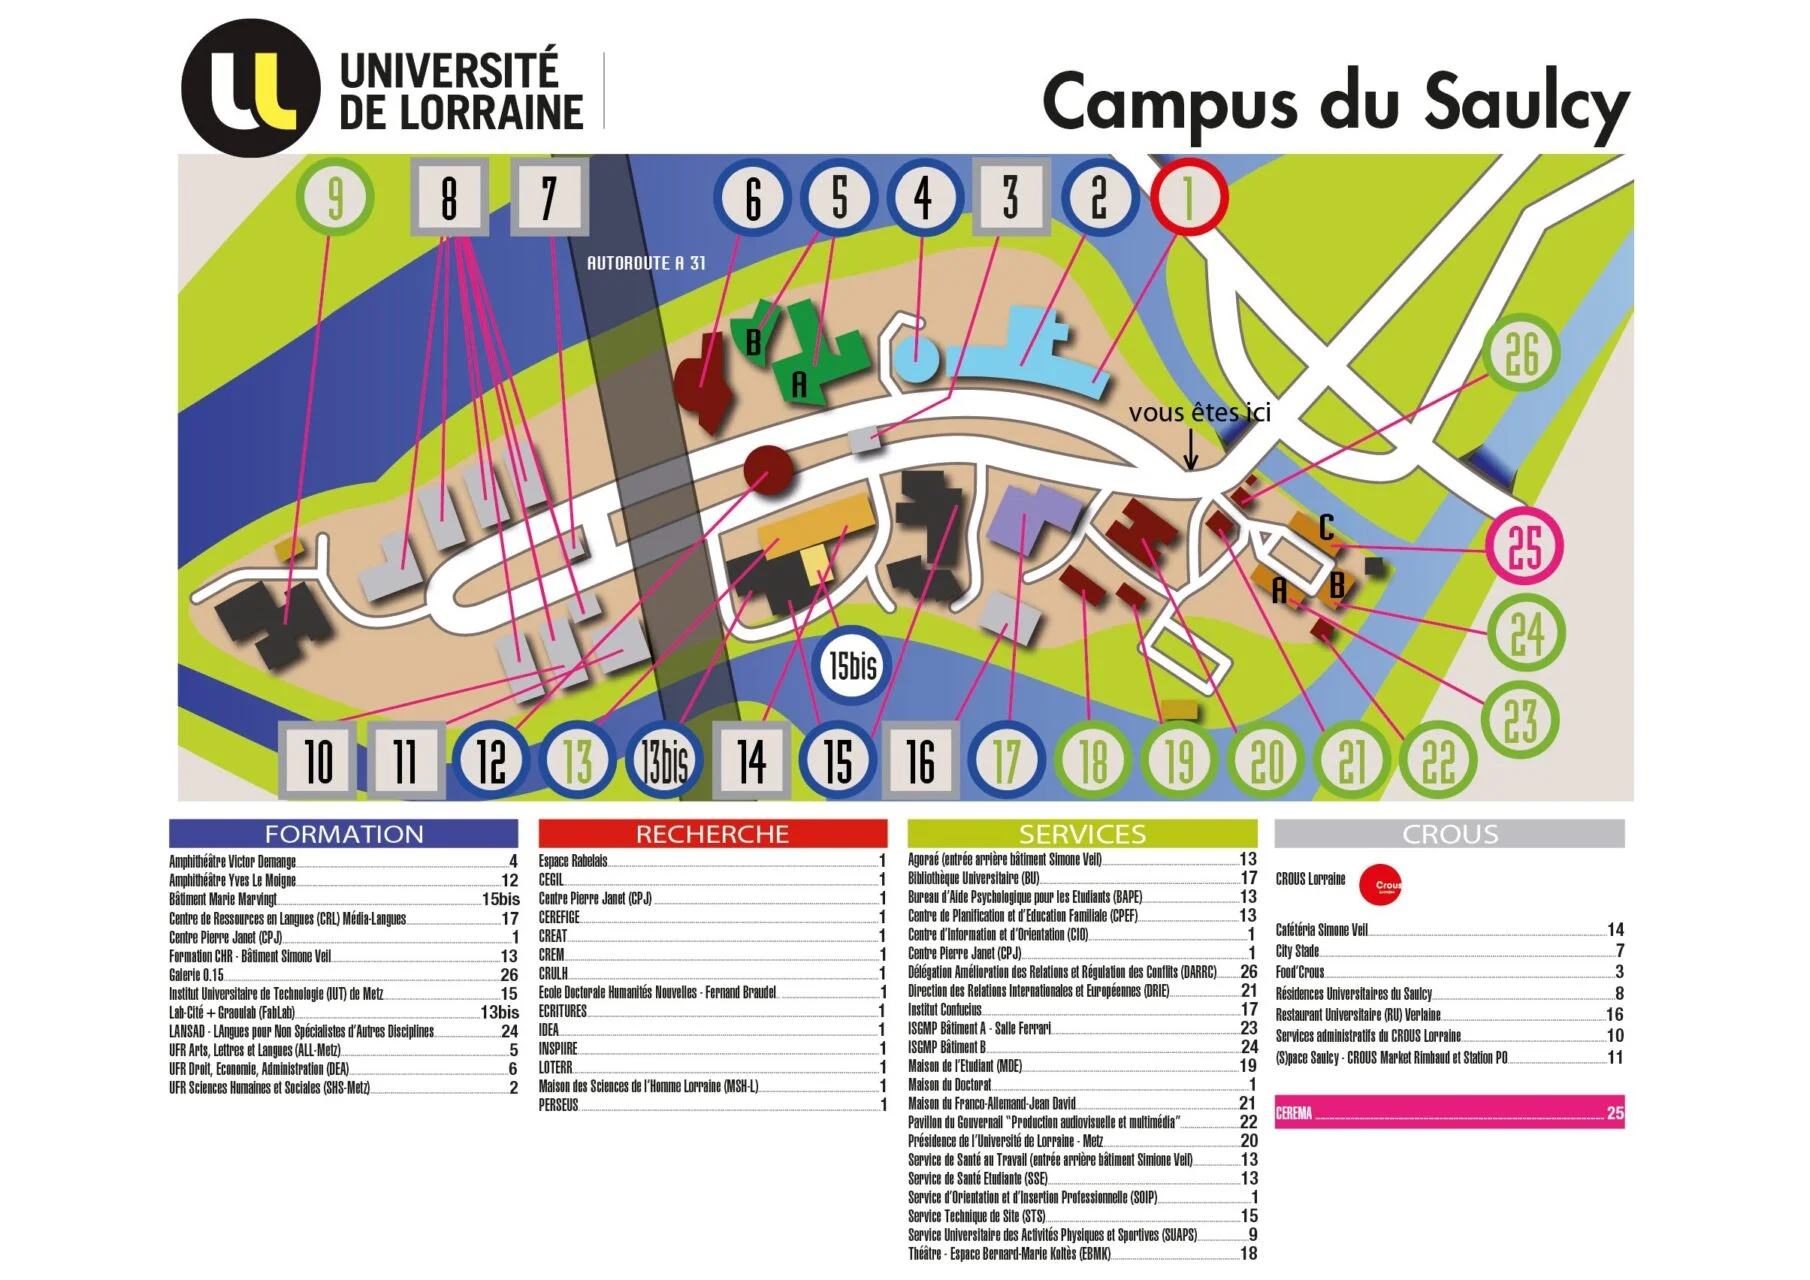 UNIVERSITÉ
DE LORRAINE
Campus du Saulcy
9 8 7 6 5 4 3 2 1
AUTOROUTE A 31
B
A
26
vous êtes ici
C
25
A B
24
15bis
23
10 11 12 13 13bis 14 15 16 17 18 19 20 21 22
FORMATION
Amphithéâtre Victor Demange 4
Amphithéâtre Yves Le Moigne 12
Bâtiment Marie Marvingt 15bis
Centre de Ressources en Langues (CRL) Média-Langues 17
Centre Pierre Janet (CPJ) 1
Formation CHR - Bâtiment Simone Veil 13
Galerie 0.15 26
Institut Universitaire de Technologie (IUT) de Metz 15
Lab-Cité + Graoulab (FabLab) 13bis
LANSAD - LAngues pour Non Spécialistes d'Autres Disciplines 24
UFR Arts, Lettres et Langues (ALL-Metz) 5
UFR Droit, Economie, Administration (DEA) 6
UFR Sciences Humaines et Sociales (SHS-Metz) 2
RECHERCHE
Espace Rabelais 1
CEGIL 1
Centre Pierre Janet (CPJ) 1
CEREFIGE 1
CREAT 1
CREM 1
CRULH 1
Ecole Doctorale Humanités Nouvelles - Fernand Braudel 1
ECRITURES 1
IDEA 1
INSPIIRE 1
LOTERR 1
Maison des Sciences de l'Homme Lorraine (MSH-L) 1
PERSEUS 1
SERVICES
Agoraé (entrée arrière bâtiment Simone Veil) 13
Bibliothèque Universitaire (BU) 17
Bureau d'Aide Psychologique pour les Etudiants (BAPE) 13
Centre de Planification et d'Education Familiale (CPEF) 13
Centre d'Information et d'Orientation (CIO) 1
Centre Pierre Janet (CPJ) 1
Délégation Amélioration des Relations et Régulation des Conflits (DARRC) 26
Direction des Relations Internationales et Européennes (DRIE) 21
Institut Confucius 17
ISGMP Bâtiment A - Salle Ferrari 23
ISGMP Bâtiment B 24
Maison de l'Etudiant (MDE) 19
Maison du Doctorat 1
Maison du Franco-Allemand-Jean David 21
Pavillon du Gouvernail "Production audiovisuelle et multimédia" 22
Présidence de l'Université de Lorraine - Metz 20
Service de Santé au Travail (entrée arrière bâtiment Simione Veil) 13
Service de Santé Etudiante (SSE) 13
Service d'Orientation et d'Insertion Professionnelle (SOIP) 1
Service Technique de Site (STS) 15
Service Universitaire des Activités Physiques et Sportives (SUAPS) 9
Théâtre - Espace Bernard-Marie Koltès (EBMK) 18
CROUS
CROUS Lorraine
Crous
Lorraine
Cafétéria Simone Veil 14
City Stade 7
Food'Crous 3
Résidences Universitaires du Saulcy 8
Restaurant Universitaire (RU) Verlaine 16
Services administratifs du CROUS Lorraine 10
(S)pace Saulcy - CROUS Market Rimbaud et Station PO 11
CEREMA 25